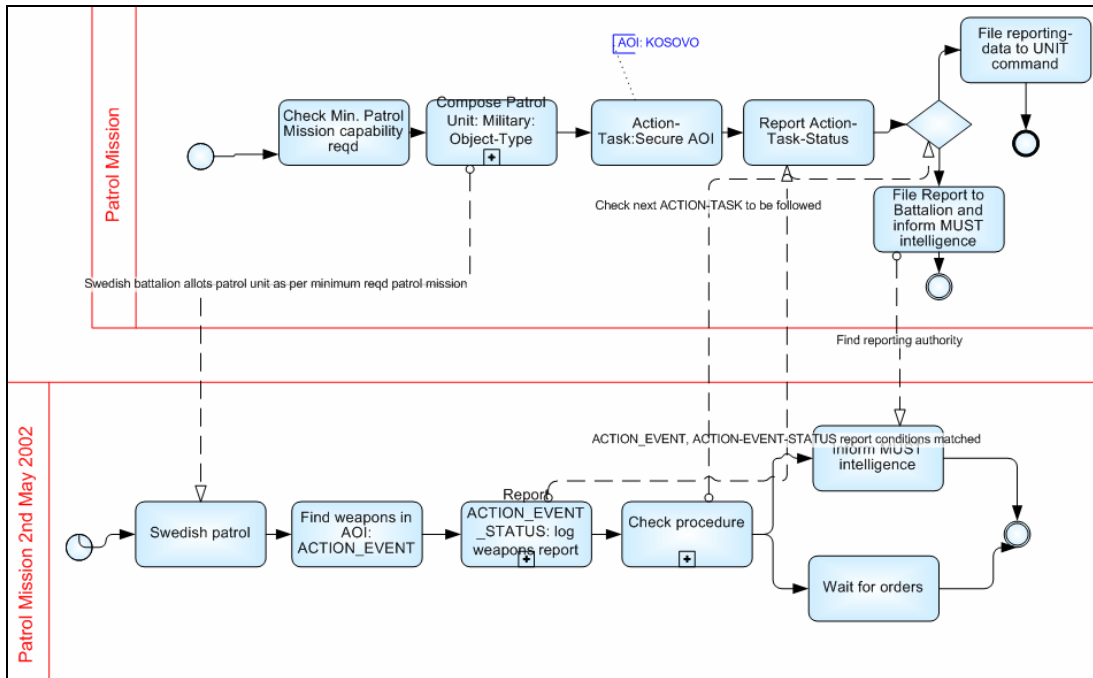 Patrol Mission
AOI: KOSOVO
File reporting-
data to UNIT
command
Check Min. Patrol
Mission capability
reqd
Compose Patrol
Unit: Military:
Object-Type
Action-
Task:Secure AOI
Report Action-
Task-Status
File Report to
Battalion and
inform MUST
intelligence
Check next ACTION-TASK to be followed
Swedish battalion allots patrol unit as per minimum reqd patrol mission
Find reporting authority
Patrol Mission 2nd May 2002
ACTION_EVENT, ACTION-EVENT-STATUS report conditions matched
Swedish patrol
Find weapons in
AOI:
ACTION_EVENT
Report
ACTION_EVENT
_STATUS: log
weapons report
Check procedure
inform MUST
intelligence
Wait for orders